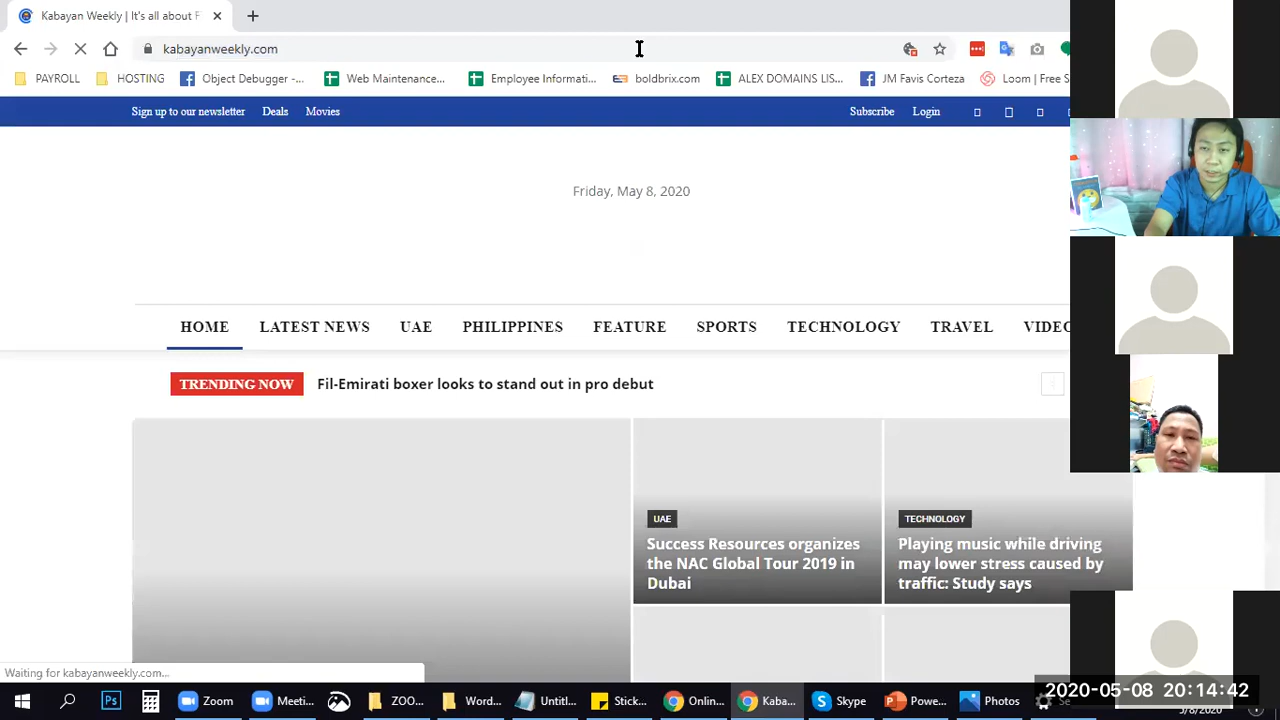 Kabayan Weekly | It's all about F
kabayanweekly.com
PAYROLL HOSTING Object Debugger -... Web Maintenance... Employee Informati... boldbrix.com ALEX DOMAINS LIS... JM Favis Corteza Loom | Free S
Sign up to our newsletter Deals Movies Subscribe Login
Friday, May 8, 2020
HOME LATEST NEWS UAE PHILIPPINES FEATURE SPORTS TECHNOLOGY TRAVEL VIDEO
TRENDING NOW Fil-Emirati boxer looks to stand out in pro debut
UAE
Success Resources organizes
the NAC Global Tour 2019 in
Dubai
TECHNOLOGY
Playing music while driving
may lower stress caused by
traffic: Study says
Waiting for kabayanweekly.com...
Ps Zoom Meeti... ZOO... Word... Untitl... Stick... Onlin... Kaba... Skype Powe... Photos Se
2020-05-08 20:14:42
5/8/2020